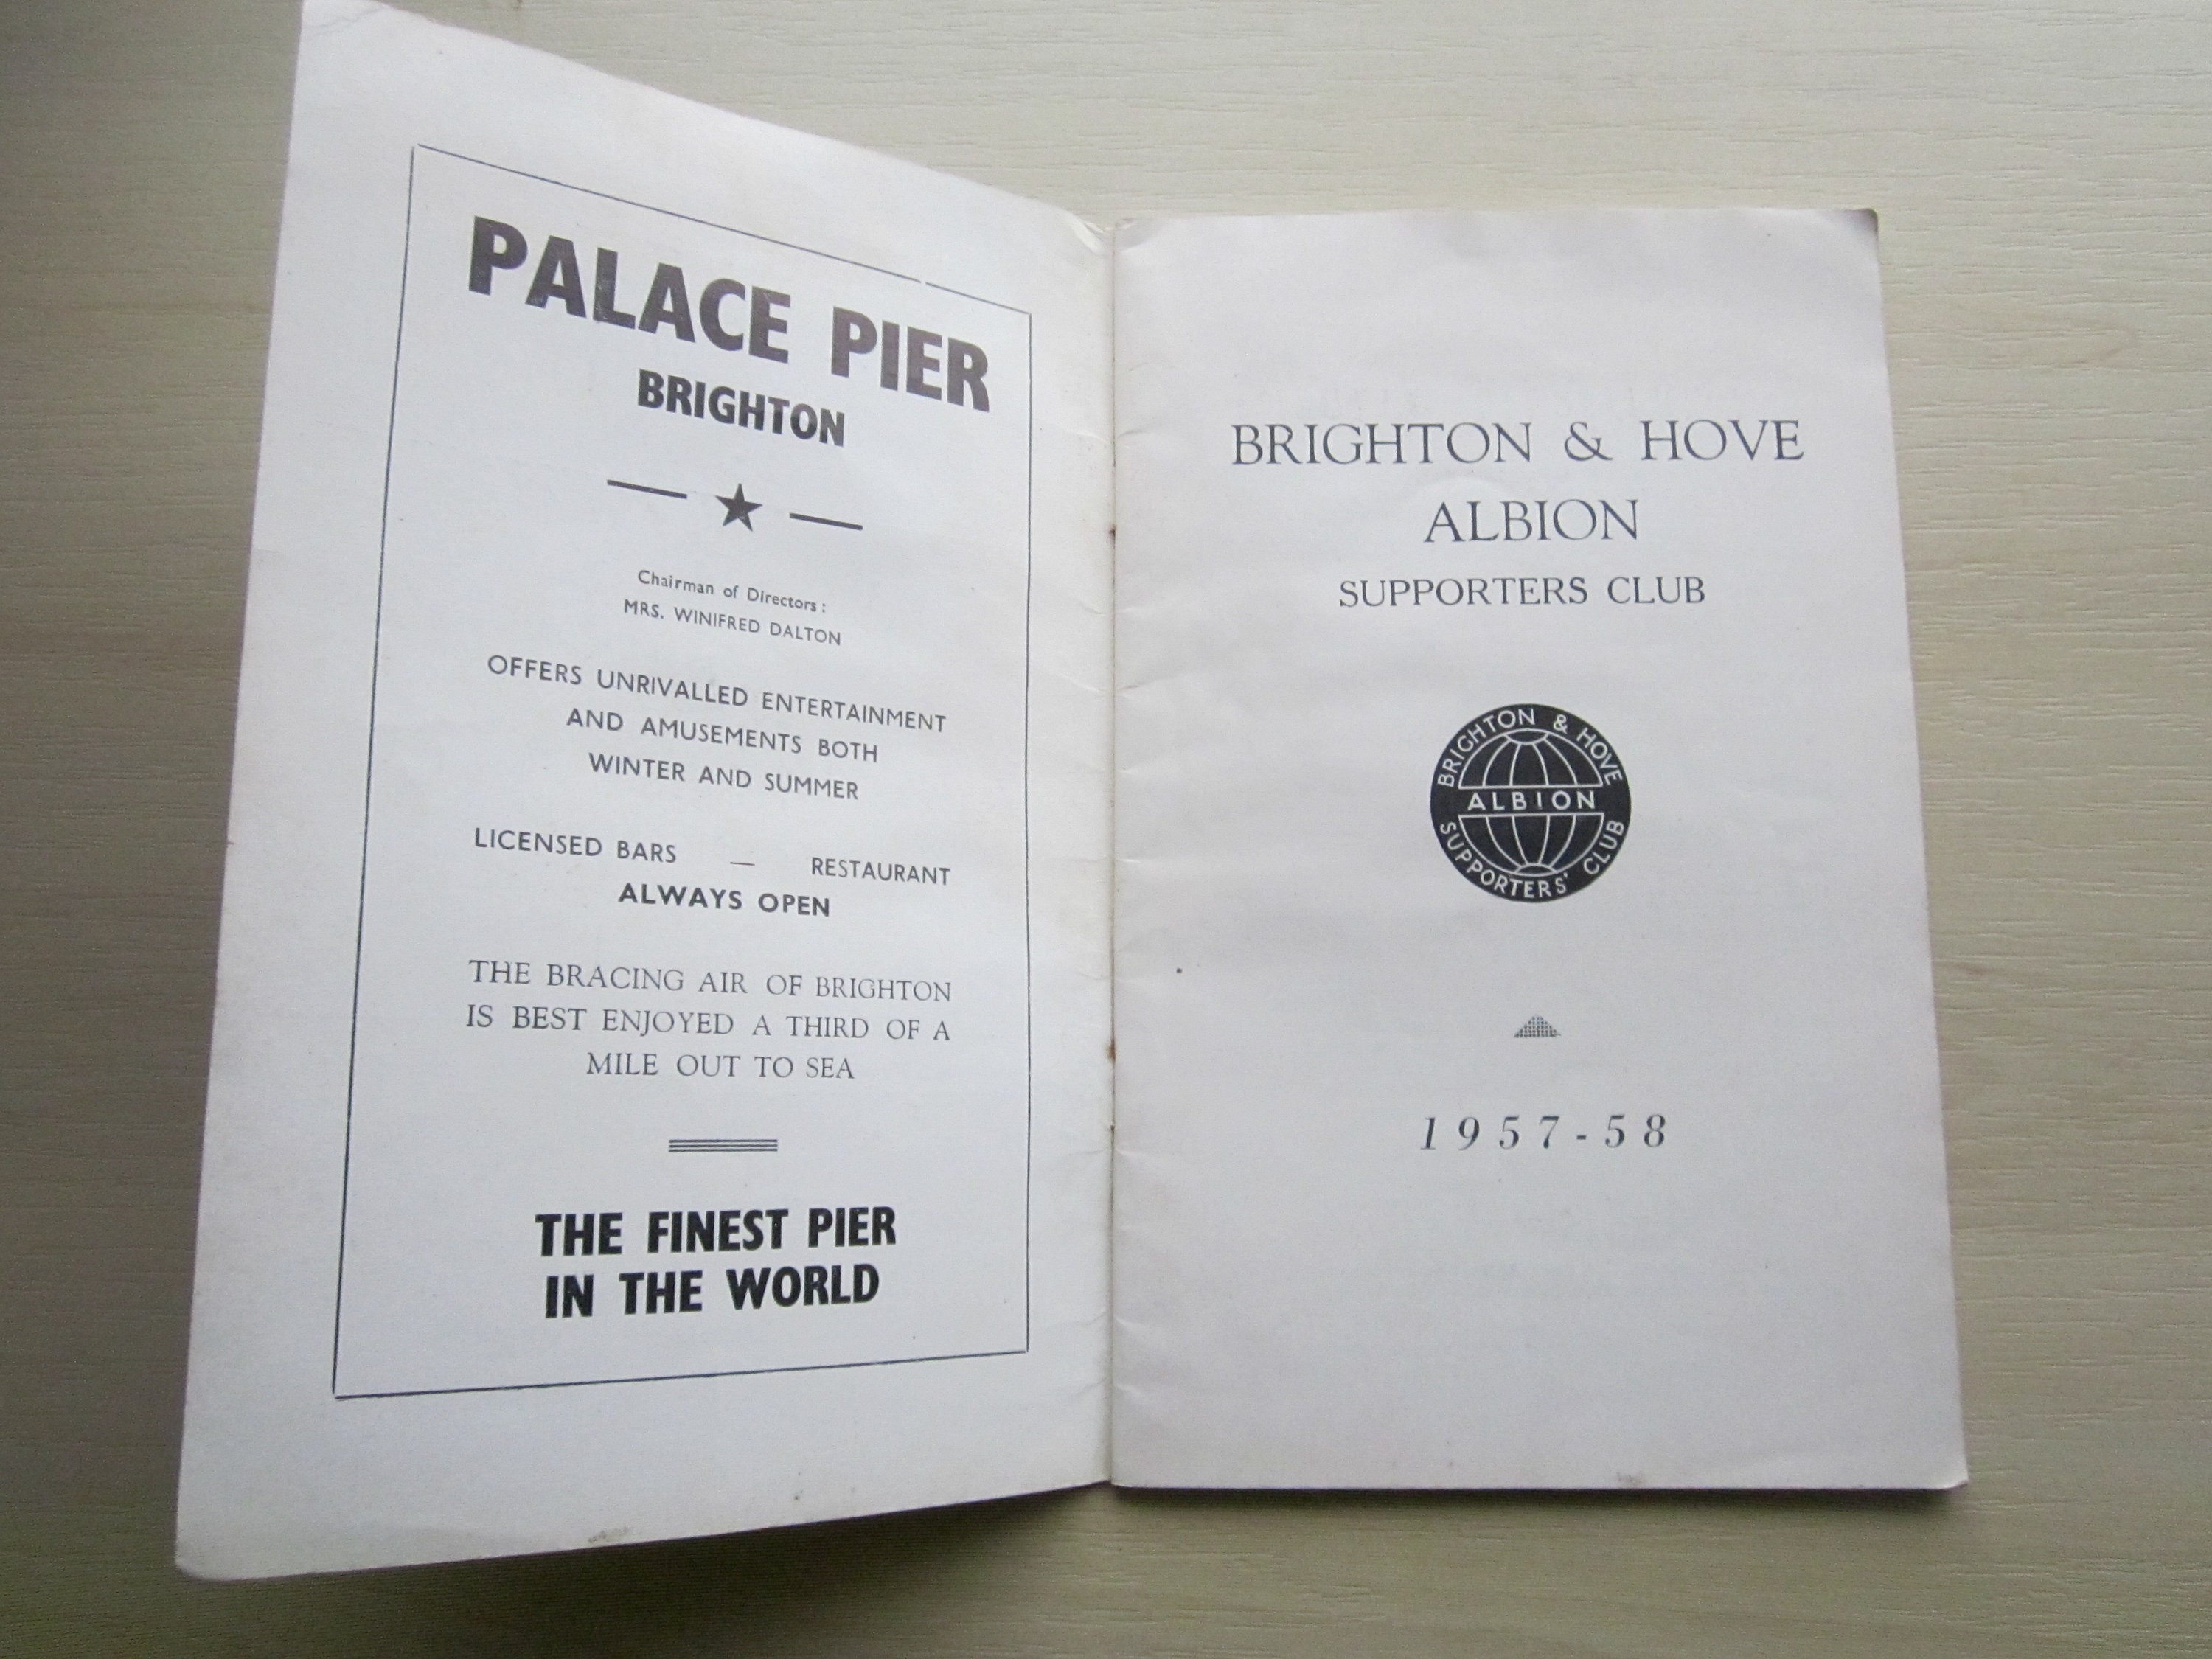 PALACE PIER
BRIGHTON
Chairman of Directors :
MRS. WINIFRED DALTON
OFFERS UNRIVALLED ENTERTAINMENT
AND AMUSEMENTS BOTH
WINTER AND SUMMER
LICENSED BARS — RESTAURANT
ALWAYS OPEN
THE BRACING AIR OF BRIGHTON
IS BEST ENJOYED A THIRD OF A
MILE OUT TO SEA
THE FINEST PIER
IN THE WORLD
BRIGHTON & HOVE
ALBION
SUPPORTERS CLUB
BRIGHTON & HOVE
ALBION
SUPPORTERS' CLUB
1957-58